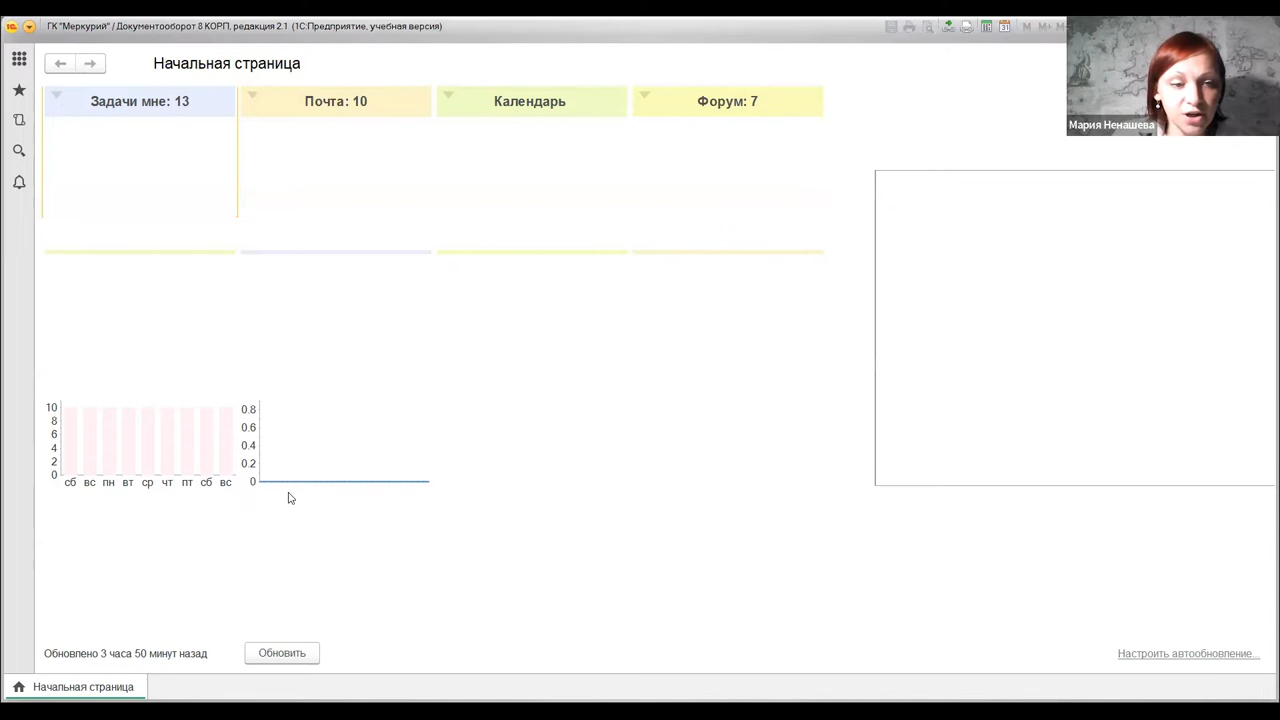 ГК "Меркурий" / Документооборот 8 КОРП, редакция 2.1 (1С:Предприятие, учебная версия)
M M+
31
Начальная страница
Мария Ненашева
Задачи мне: 13
Почта: 10
Календарь
Форум: 7
10
8
6
4
2
0
сб вс пн вт ср чт пт сб вс
0.8
0.6
0.4
0.2
0
Обновлено 3 часа 50 минут назад
Обновить
Настроить автообновление...
Начальная страница